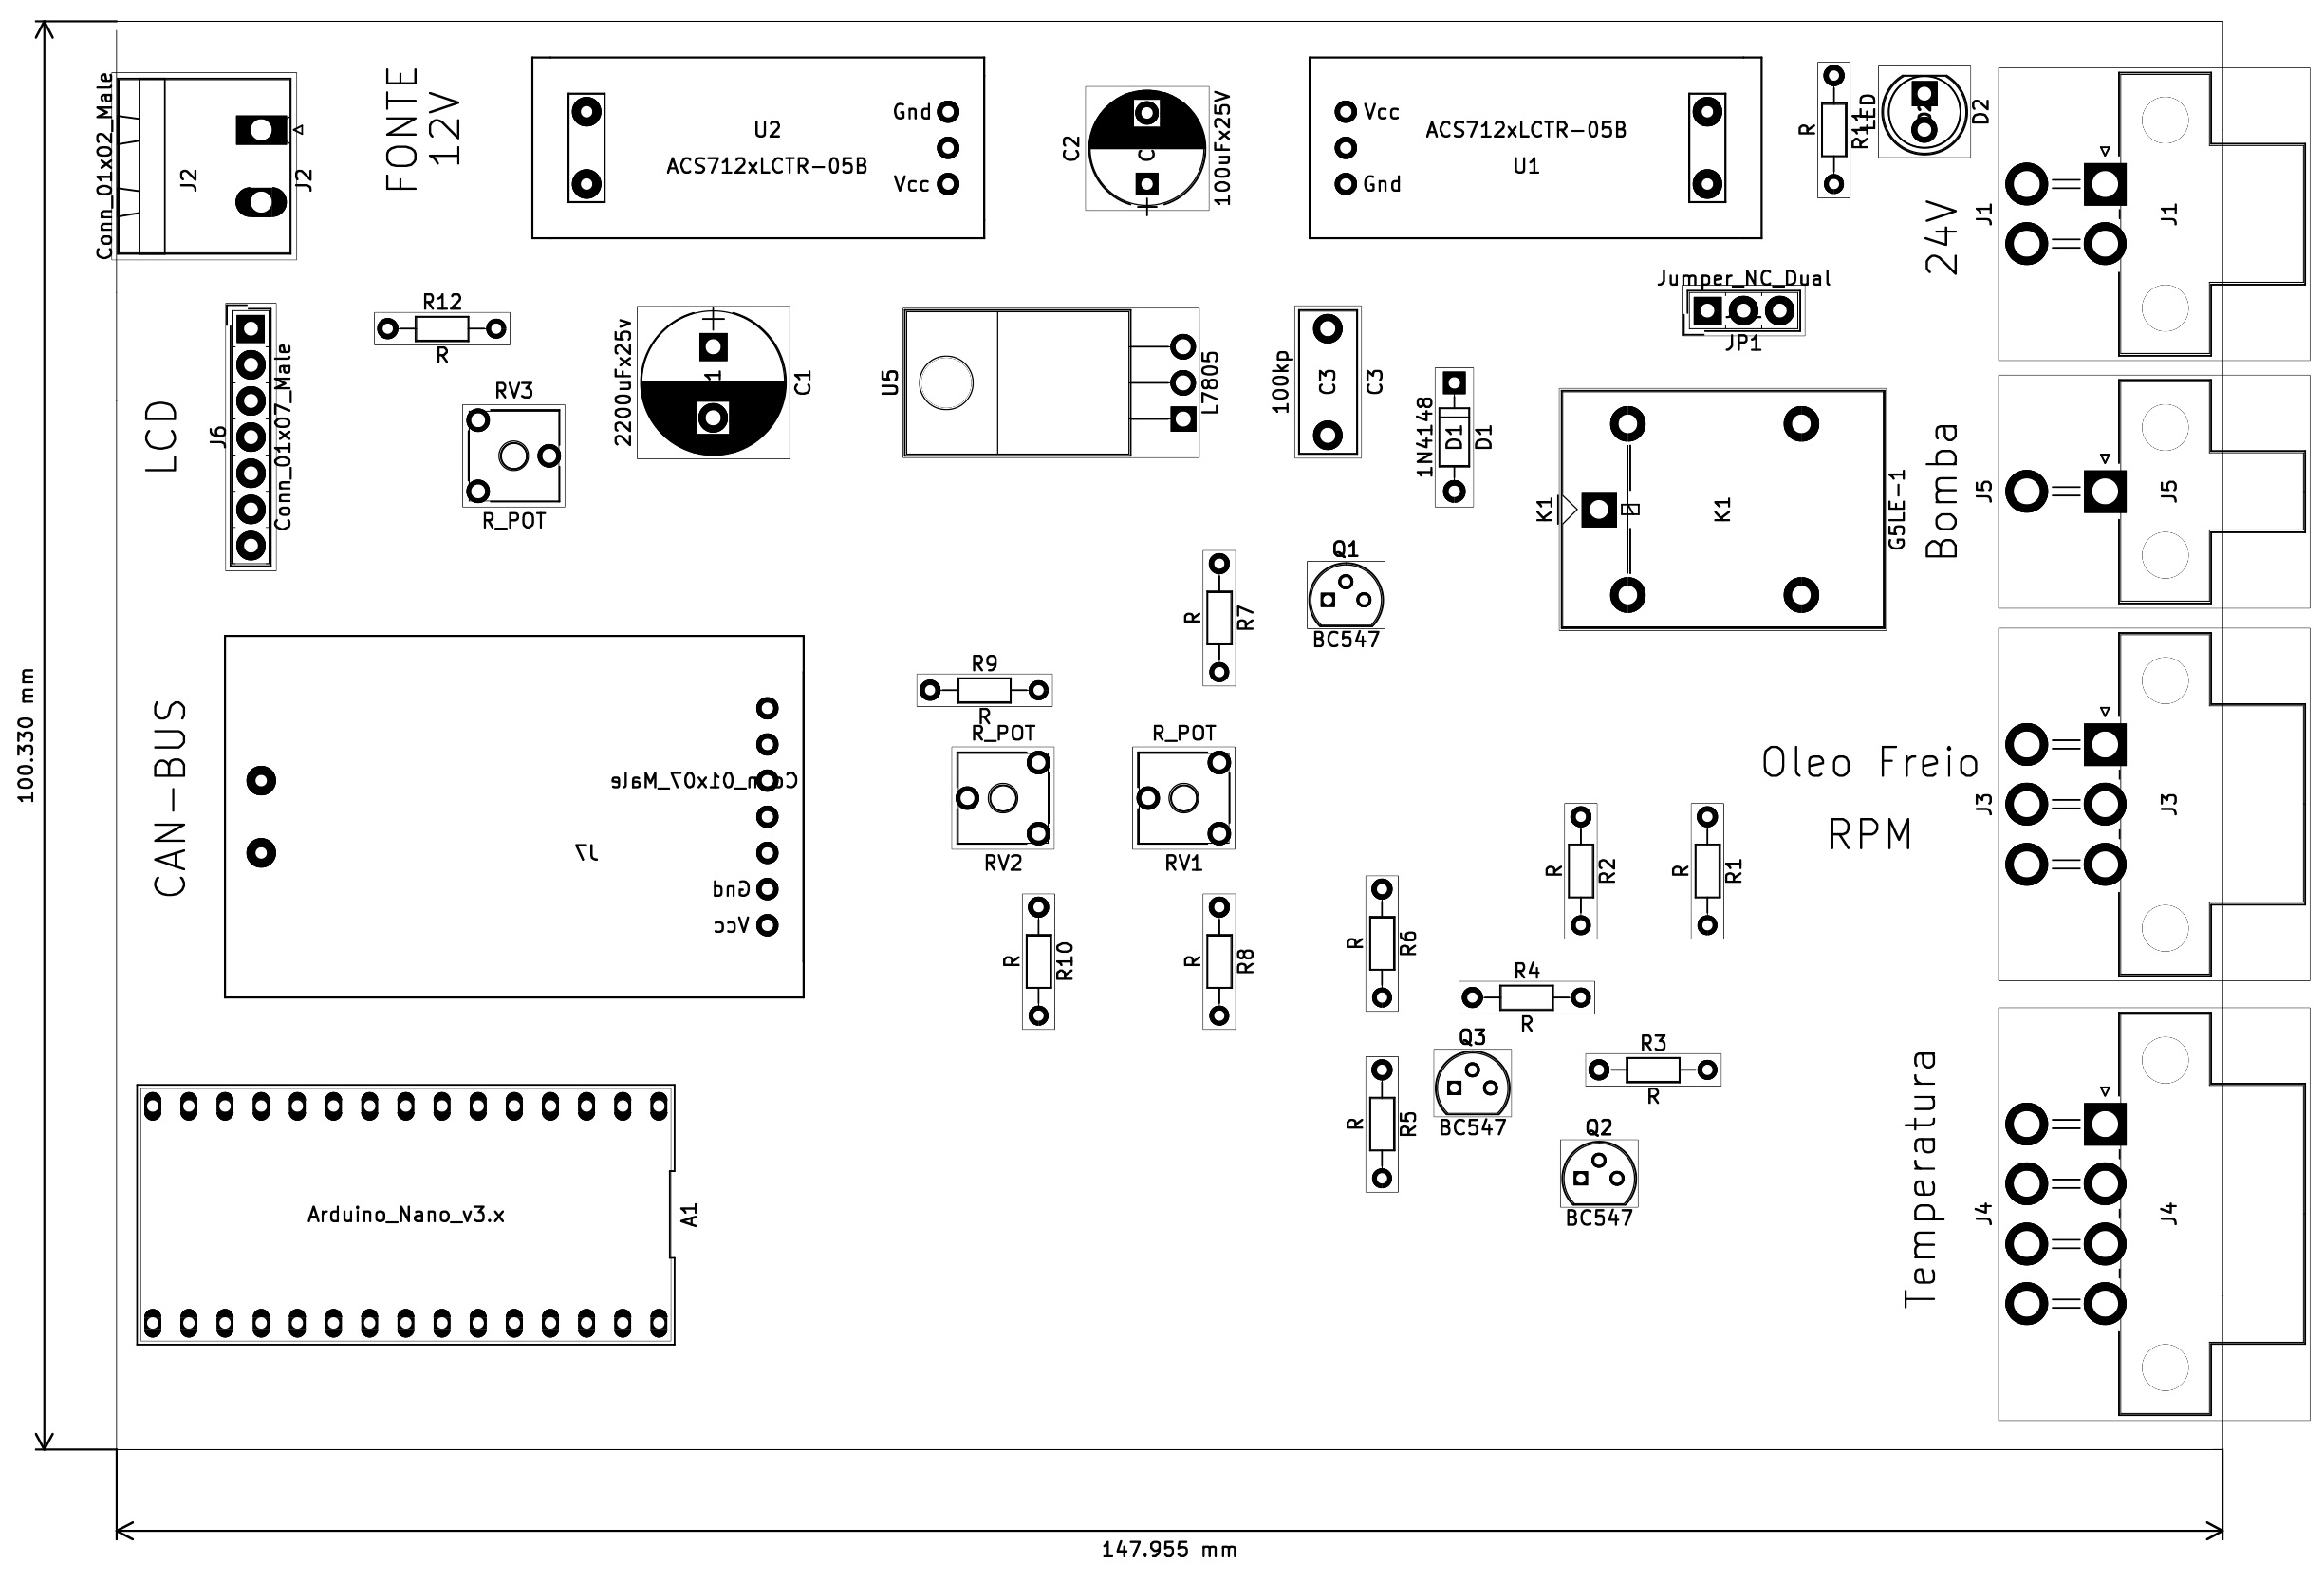 Conn_01x02_Male
J2
J2
FONTE
12V
U2
ACS712xLCTR-05B
Gnd
Vcc
C2
C
100uFx25V
Vcc
Gnd
ACS712xLCTR-05B
U1
R
R11
LED
D2
24V
J1
J1
LCD
J6
Conn_01x07_Male
R12
R
RV3
R_POT
2200uFx25v
1
C1
U5
L7805
100kp
C3
C3
1N4148
D1
D1
Jumper_NC_Dual
JP1
K1
K1
G5LE-1
Bomba
J5
J5
Q1
BC547
R
R7
R9
R
R_POT
RV2
R_POT
RV1
CAN-BUS
Conn_01x07_Male
J7
Gnd
Vcc
Oleo Freio
RPM
J3
J3
R
R2
R
R1
R
R10
R
R8
R
R6
R4
R
Q3
BC547
R3
R
R
R5
Q2
BC547
Arduino_Nano_v3.x
A1
Temperatura
J4
J4
100.330 mm
147.955 mm